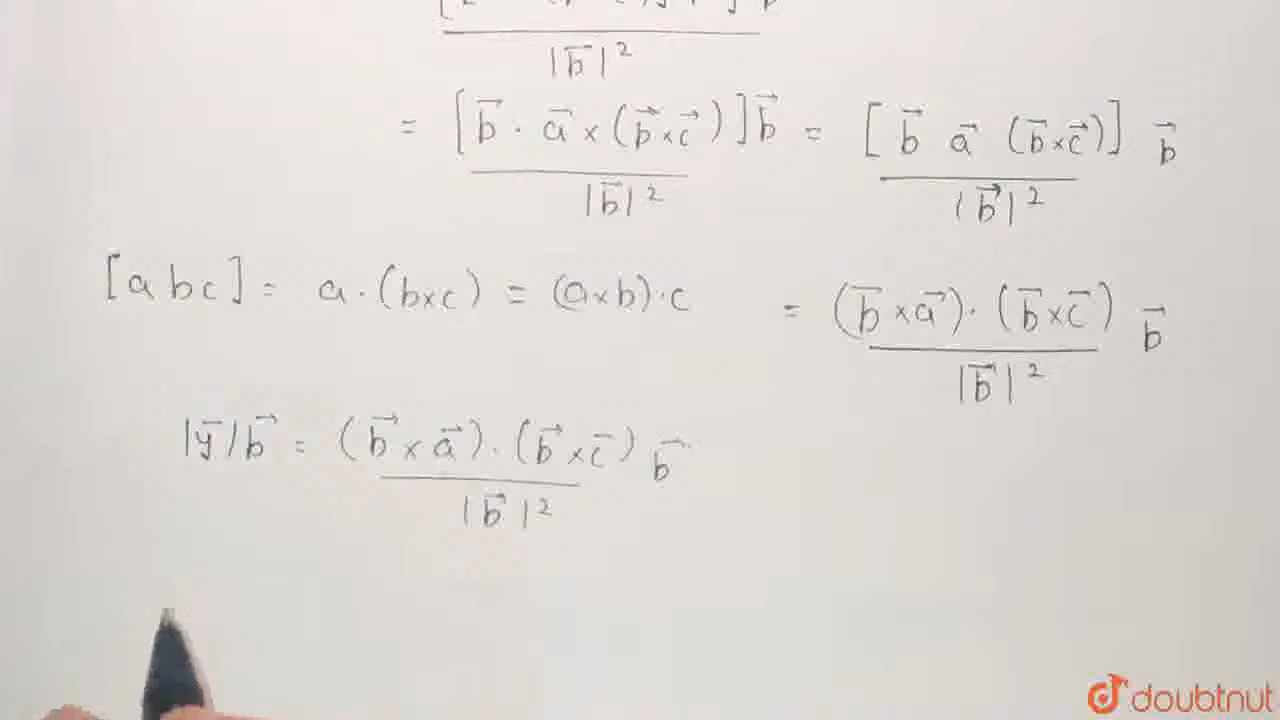 |b⃗|²
= [b⃗ · a⃗ × (b⃗ × c⃗)] b⃗ = [b⃗ a⃗ (b⃗ × c⃗)] b⃗
|b⃗|² |b⃗|²
[a b c] = a · (b × c) = (a × b) · c = (b⃗ × a⃗) · (b⃗ × c⃗) b⃗
|b⃗|²
|y⃗| b⃗ = (b⃗ × a⃗) · (b⃗ × c⃗) b⃗
|b⃗|²
doubtnut